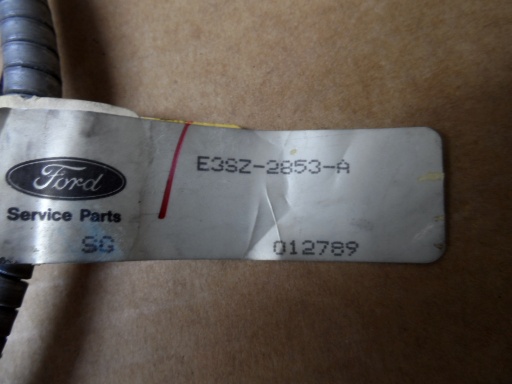 E3SZ-2853-A
Ford
Service Parts
SG
012789